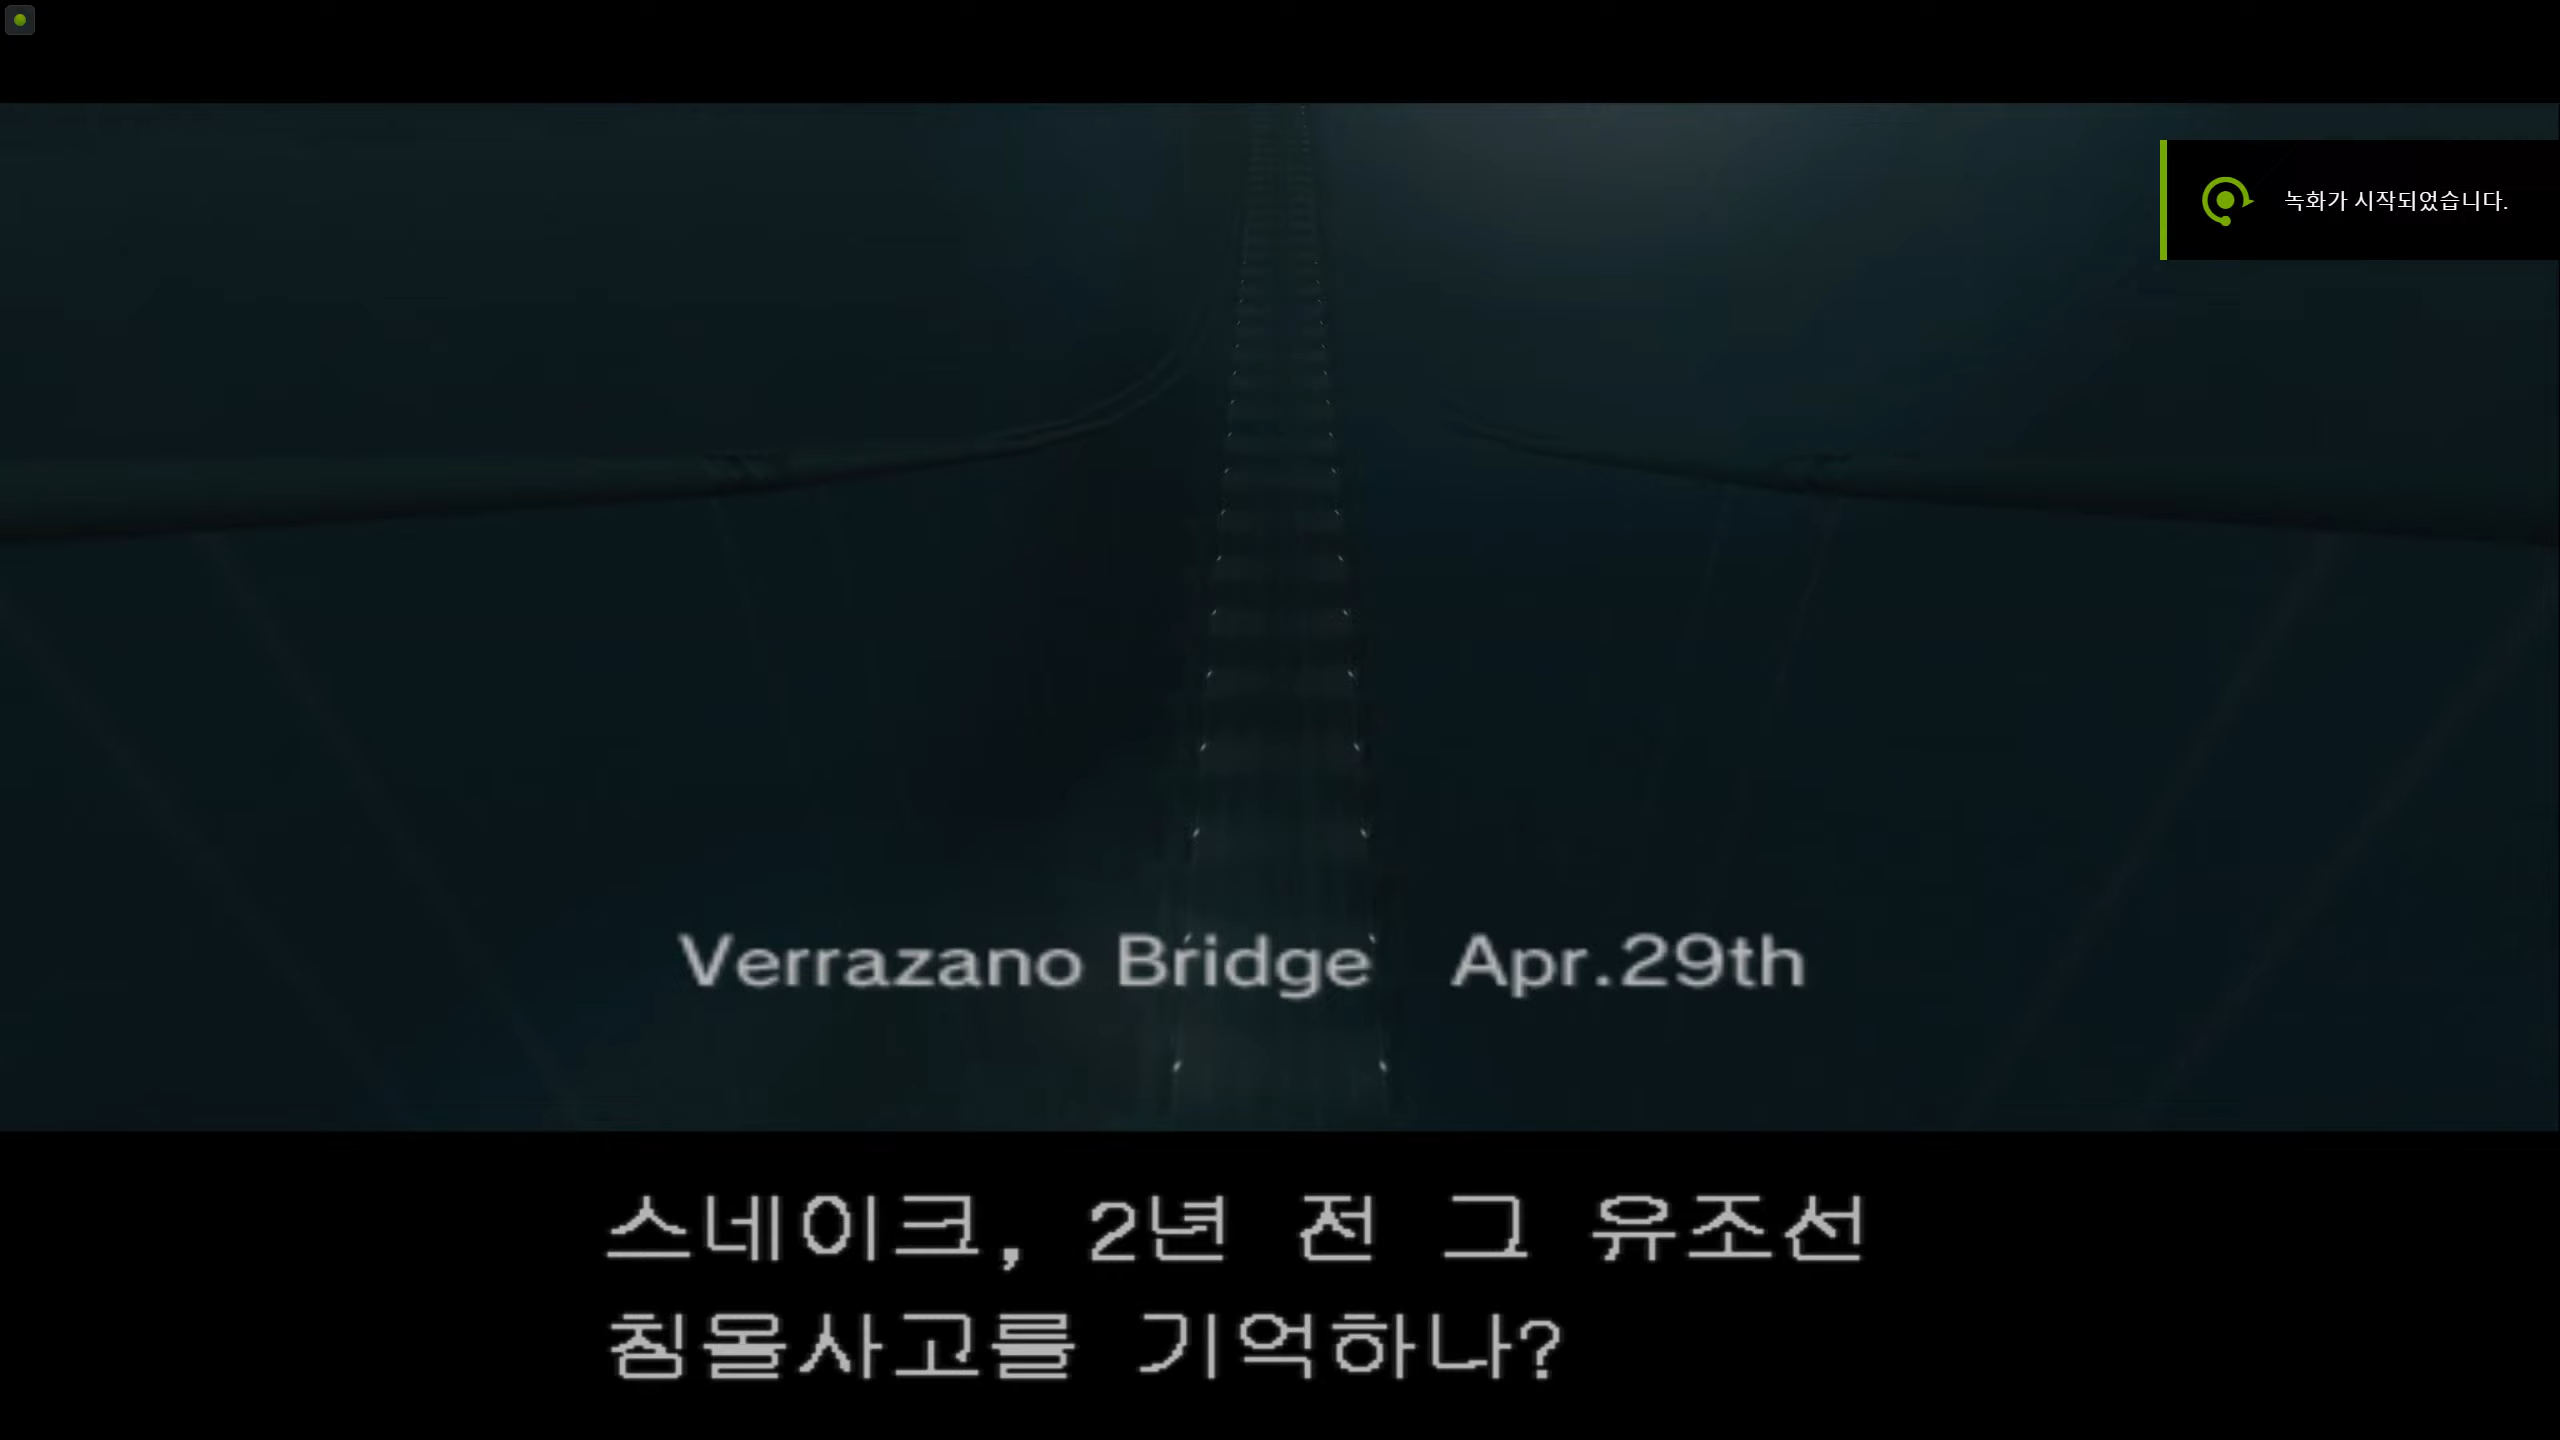 녹화가 시작되었습니다.
Verrazano Bridge Apr.29th
스네이크, 2년 전 그 유조선
침몰사고를 기억하나?